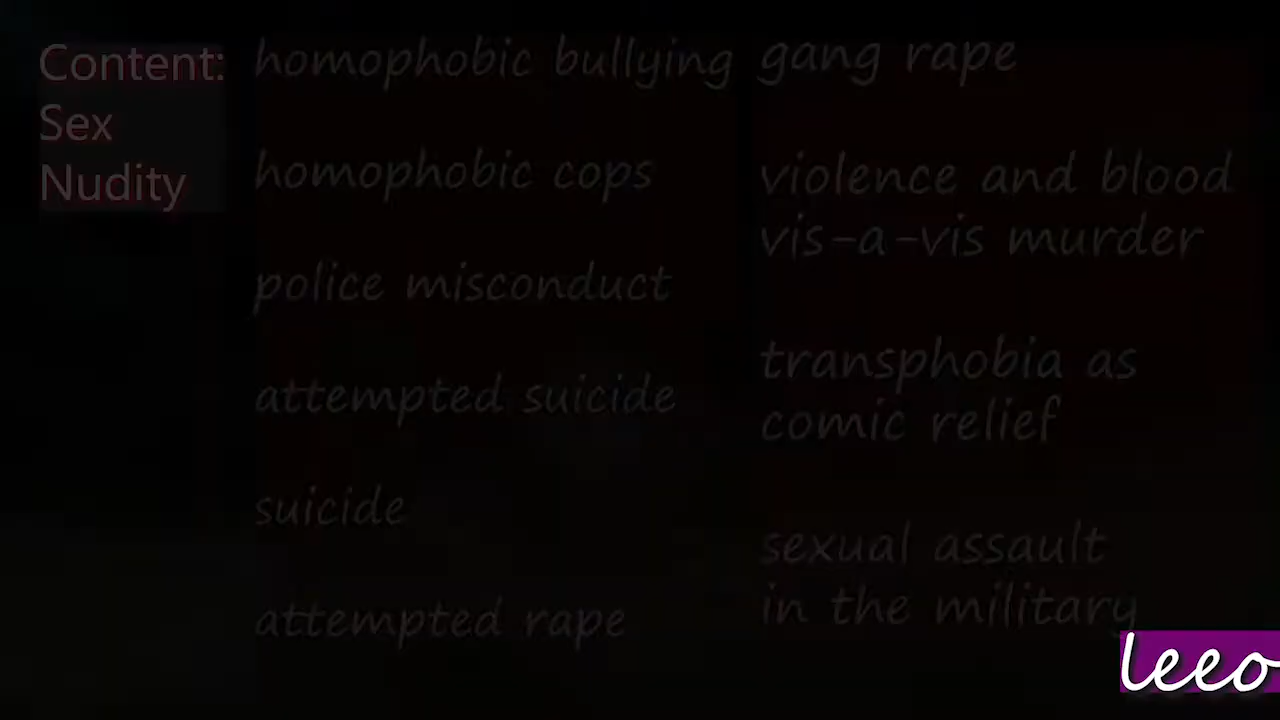 Content:
Sex
Nudity
homophobic bullying
homophobic cops
police misconduct
attempted suicide
suicide
attempted rape
gang rape
violence and blood
vis-a-vis murder
transphobia as
comic relief
sexual assault
in the military
leeo